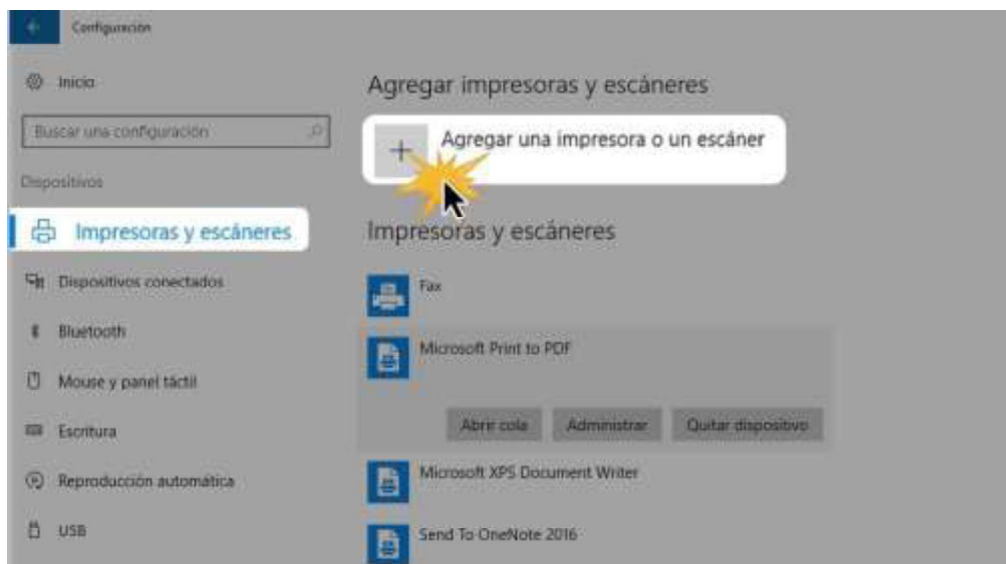 Configuración
Inicio
Buscar una configuración
Dispositivos
Impresoras y escáneres
Dispositivos conectados
Bluetooth
Mouse y panel táctil
Escritura
Reproducción automática
USB
Agregar impresoras y escáneres
Agregar una impresora o un escáner
Impresoras y escáneres
Fax
Microsoft Print to PDF
Abrir cola Administrar Quitar dispositivo
Microsoft XPS Document Writer
Send To OneNote 2016